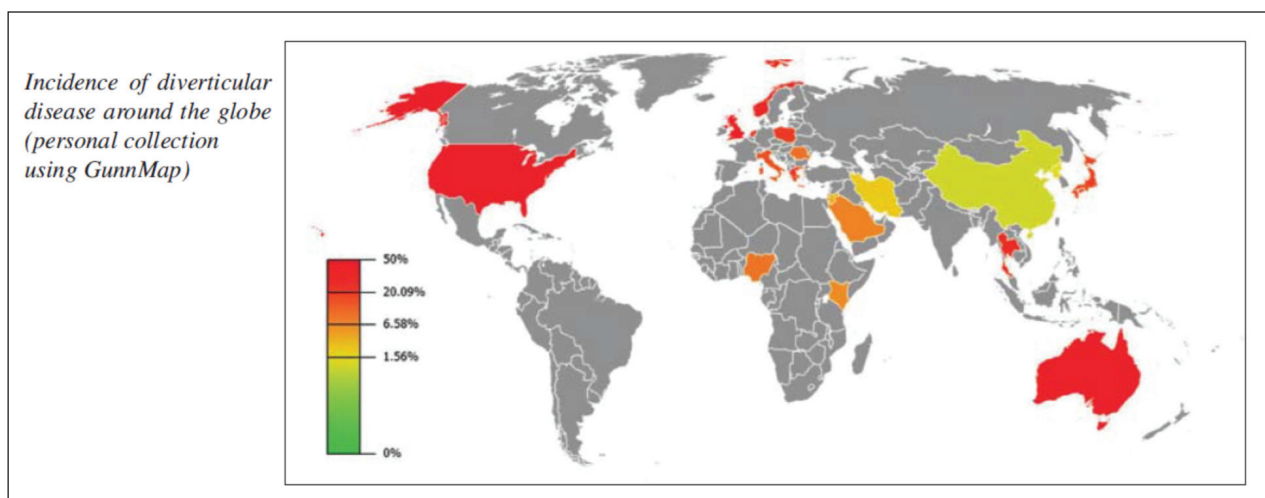 Incidence of diverticular
disease around the globe
(personal collection
using GunnMap)
50%
20.09%
6.58%
1.56%
0%